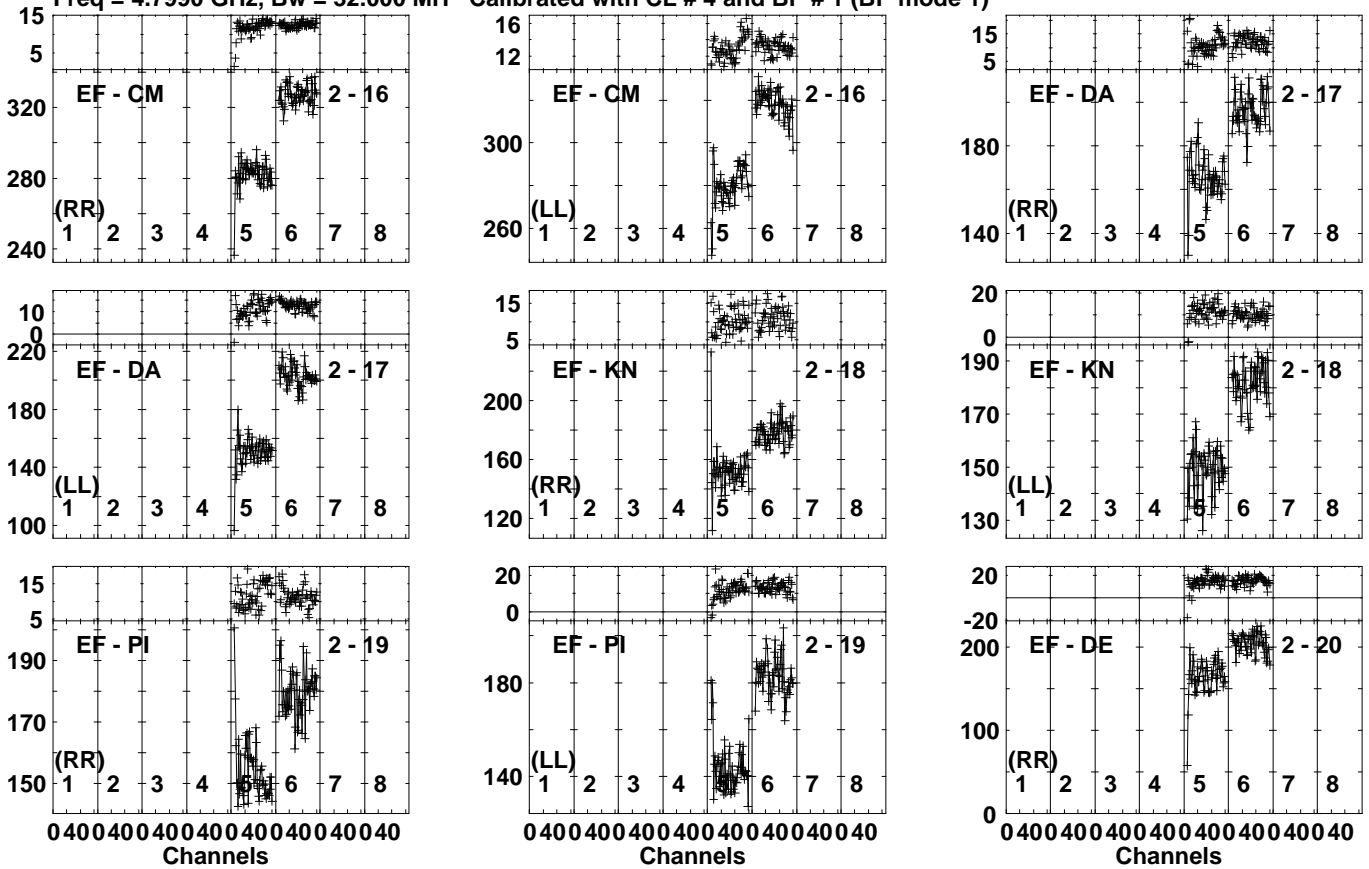 Freq = 4.7990 GHz, Bw = 32.000 MH Calibrated with CL # 4 and BP # 1 (BP mode 1)
15
5
EF - CM 2 - 16
320
280
(RR)
240
1 2 3 4 5 6 7 8
16
12
EF - CM 2 - 16
300
(LL)
260
1 2 3 4 5 6 7 8
15
5
EF - DA 2 - 17
180
(RR)
140
1 2 3 4 5 6 7 8
10
0
220
EF - DA 2 - 17
180
140
(LL)
100
1 2 3 4 5 6 7 8
15
5
EF - KN 2 - 18
200
160
(RR)
120
1 2 3 4 5 6 7 8
20
0
190
EF - KN 2 - 18
170
150
(LL)
130
1 2 3 4 5 6 7 8
15
5
EF - PI 2 - 19
190
170
(RR)
150
1 2 3 4 5 6 7 8
0 40 0 40 0 40 0 40 0 40 0 40 0 40 0 40
Channels
20
0
EF - PI 2 - 19
180
(LL)
140
1 2 3 4 5 6 7 8
0 40 0 40 0 40 0 40 0 40 0 40 0 40 0 40
Channels
20
-20
200
EF - DE 2 - 20
100
(RR)
0
1 2 3 4 5 6 7 8
0 40 0 40 0 40 0 40 0 40 0 40 0 40 0 40
Channels